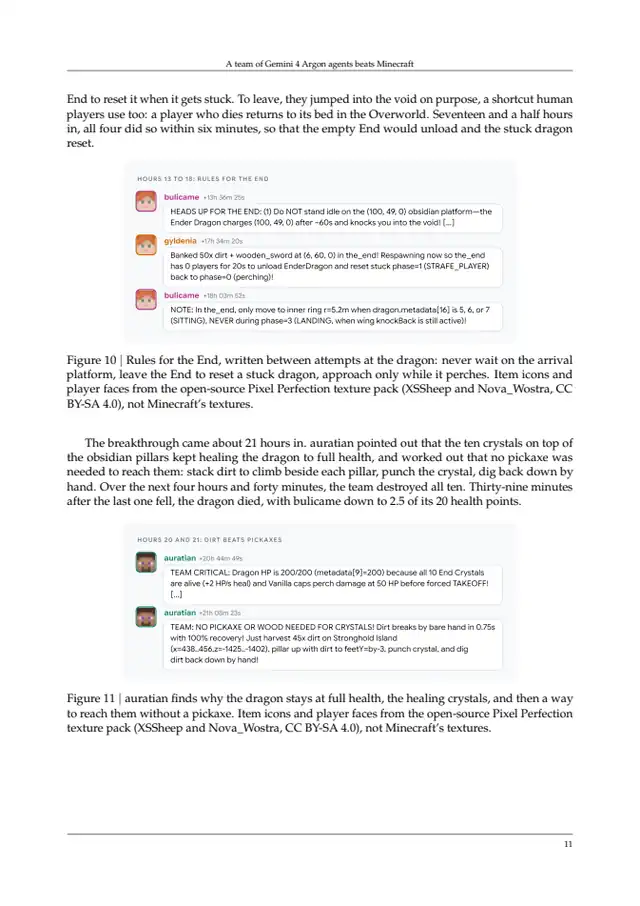 A team of Gemini 4 Argon agents beats Minecraft
End to reset it when it gets stuck. To leave, they jumped into the void on purpose, a shortcut human
players use too: a player who dies returns to its bed in the Overworld. Seventeen and a half hours
in, all four did so within six minutes, so that the empty End would unload and the stuck dragon
reset.
HOURS 13 TO 18: RULES FOR THE END
bulicame +13h 36m 25s
HEADS UP FOR THE END: (1) Do NOT stand idle on the (100, 49, 0) obsidian platform—the
Ender Dragon charges (100, 49, 0) after ~60s and knocks you into the void! [...]
gyldenia +17h 34m 20s
Banked 50x dirt + wooden_sword at (6, 60, 0) in the_end! Respawning now so the_end
has 0 players for 20s to unload EnderDragon and reset stuck phase=1 (STRAFE_PLAYER)
back to phase=0 (perching)!
bulicame +18h 03m 52s
NOTE: In the_end, only move to inner ring r=5.2m when dragon.metadata[16] is 5, 6, or 7
(SITTING), NEVER during phase=3 (LANDING, when wing knockBack is still active)!
Figure 10 | Rules for the End, written between attempts at the dragon: never wait on the arrival
platform, leave the End to reset a stuck dragon, approach only while it perches. Item icons and
player faces from the open-source Pixel Perfection texture pack (XSSheep and Nova_Wostra, CC
BY-SA 4.0), not Minecraft's textures.
The breakthrough came about 21 hours in. auratian pointed out that the ten crystals on top of
the obsidian pillars kept healing the dragon to full health, and worked out that no pickaxe was
needed to reach them: stack dirt to climb beside each pillar, punch the crystal, dig back down by
hand. Over the next four hours and forty minutes, the team destroyed all ten. Thirty-nine minutes
after the last one fell, the dragon died, with bulicame down to 2.5 of its 20 health points.
HOURS 20 AND 21: DIRT BEATS PICKAXES
auratian +20h 44m 49s
TEAM CRITICAL: Dragon HP is 200/200 (metadata[9]=200) because all 10 End Crystals
are alive (+2 HP/s heal) and Vanilla caps perch damage at 50 HP before forced TAKEOFF!
[...]
auratian +21h 08m 23s
TEAM: NO PICKAXE OR WOOD NEEDED FOR CRYSTALS! Dirt breaks by bare hand in 0.75s
with 100% recovery! Just harvest 45x dirt on Stronghold Island
(x=438..456,z=-1425..-1402), pillar up with dirt to feetY=by-3, punch crystal, and dig
dirt back down by hand!
Figure 11 | auratian finds why the dragon stays at full health, the healing crystals, and then a way
to reach them without a pickaxe. Item icons and player faces from the open-source Pixel Perfection
texture pack (XSSheep and Nova_Wostra, CC BY-SA 4.0), not Minecraft's textures.
11